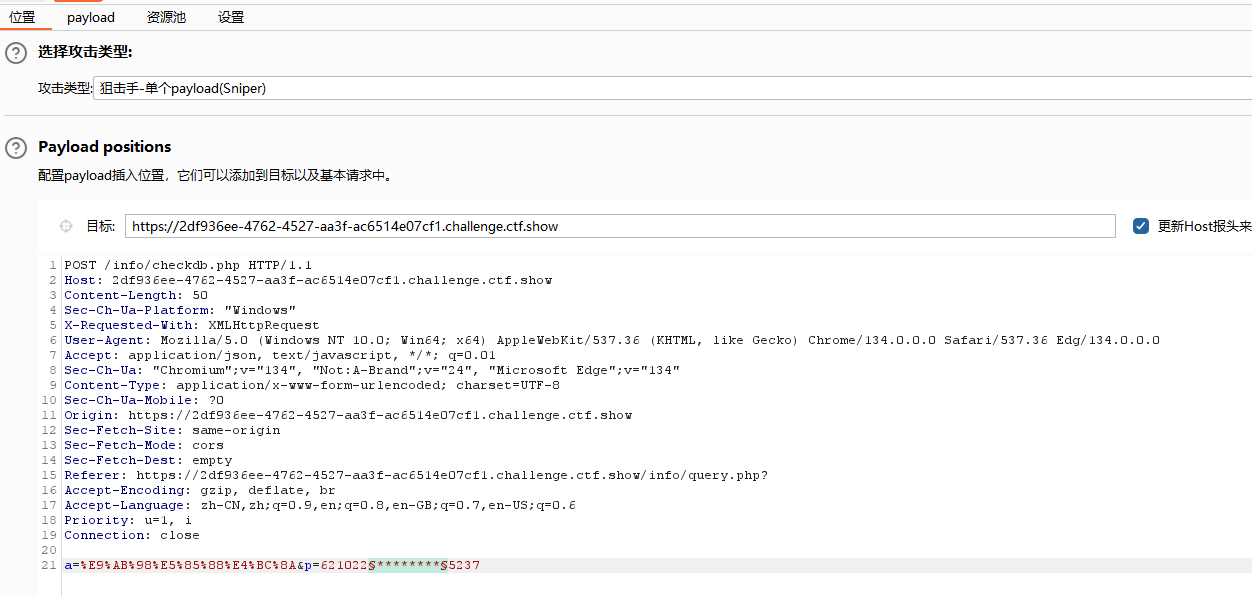 位置 payload 资源池 设置
选择攻击类型:
攻击类型: 狙击手-单个payload(Sniper)
Payload positions
配置payload插入位置，它们可以添加到目标以及基本请求中。
目标: https://2df936ee-4762-4527-aa3f-ac6514e07cf1.challenge.ctf.show 更新Host报头来
1 POST /info/checkdb.php HTTP/1.1
2 Host: 2df936ee-4762-4527-aa3f-ac6514e07cf1.challenge.ctf.show
3 Content-Length: 50
4 Sec-Ch-Ua-Platform: "Windows"
5 X-Requested-With: XMLHttpRequest
6 User-Agent: Mozilla/5.0 (Windows NT 10.0; Win64; x64) AppleWebKit/537.36 (KHTML, like Gecko) Chrome/134.0.0.0 Safari/537.36 Edg/134.0.0.0
7 Accept: application/json, text/javascript, */*; q=0.01
8 Sec-Ch-Ua: "Chromium";v="134", "Not:A-Brand";v="24", "Microsoft Edge";v="134"
9 Content-Type: application/x-www-form-urlencoded; charset=UTF-8
10 Sec-Ch-Ua-Mobile: ?0
11 Origin: https://2df936ee-4762-4527-aa3f-ac6514e07cf1.challenge.ctf.show
12 Sec-Fetch-Site: same-origin
13 Sec-Fetch-Mode: cors
14 Sec-Fetch-Dest: empty
15 Referer: https://2df936ee-4762-4527-aa3f-ac6514e07cf1.challenge.ctf.show/info/query.php?
16 Accept-Encoding: gzip, deflate, br
17 Accept-Language: zh-CN,zh;q=0.9,en;q=0.8,en-GB;q=0.7,en-US;q=0.6
18 Priority: u=1, i
19 Connection: close
20
21 a=%E9%AB%98%E5%85%88%E4%BC%8A&p=621022§********§5237